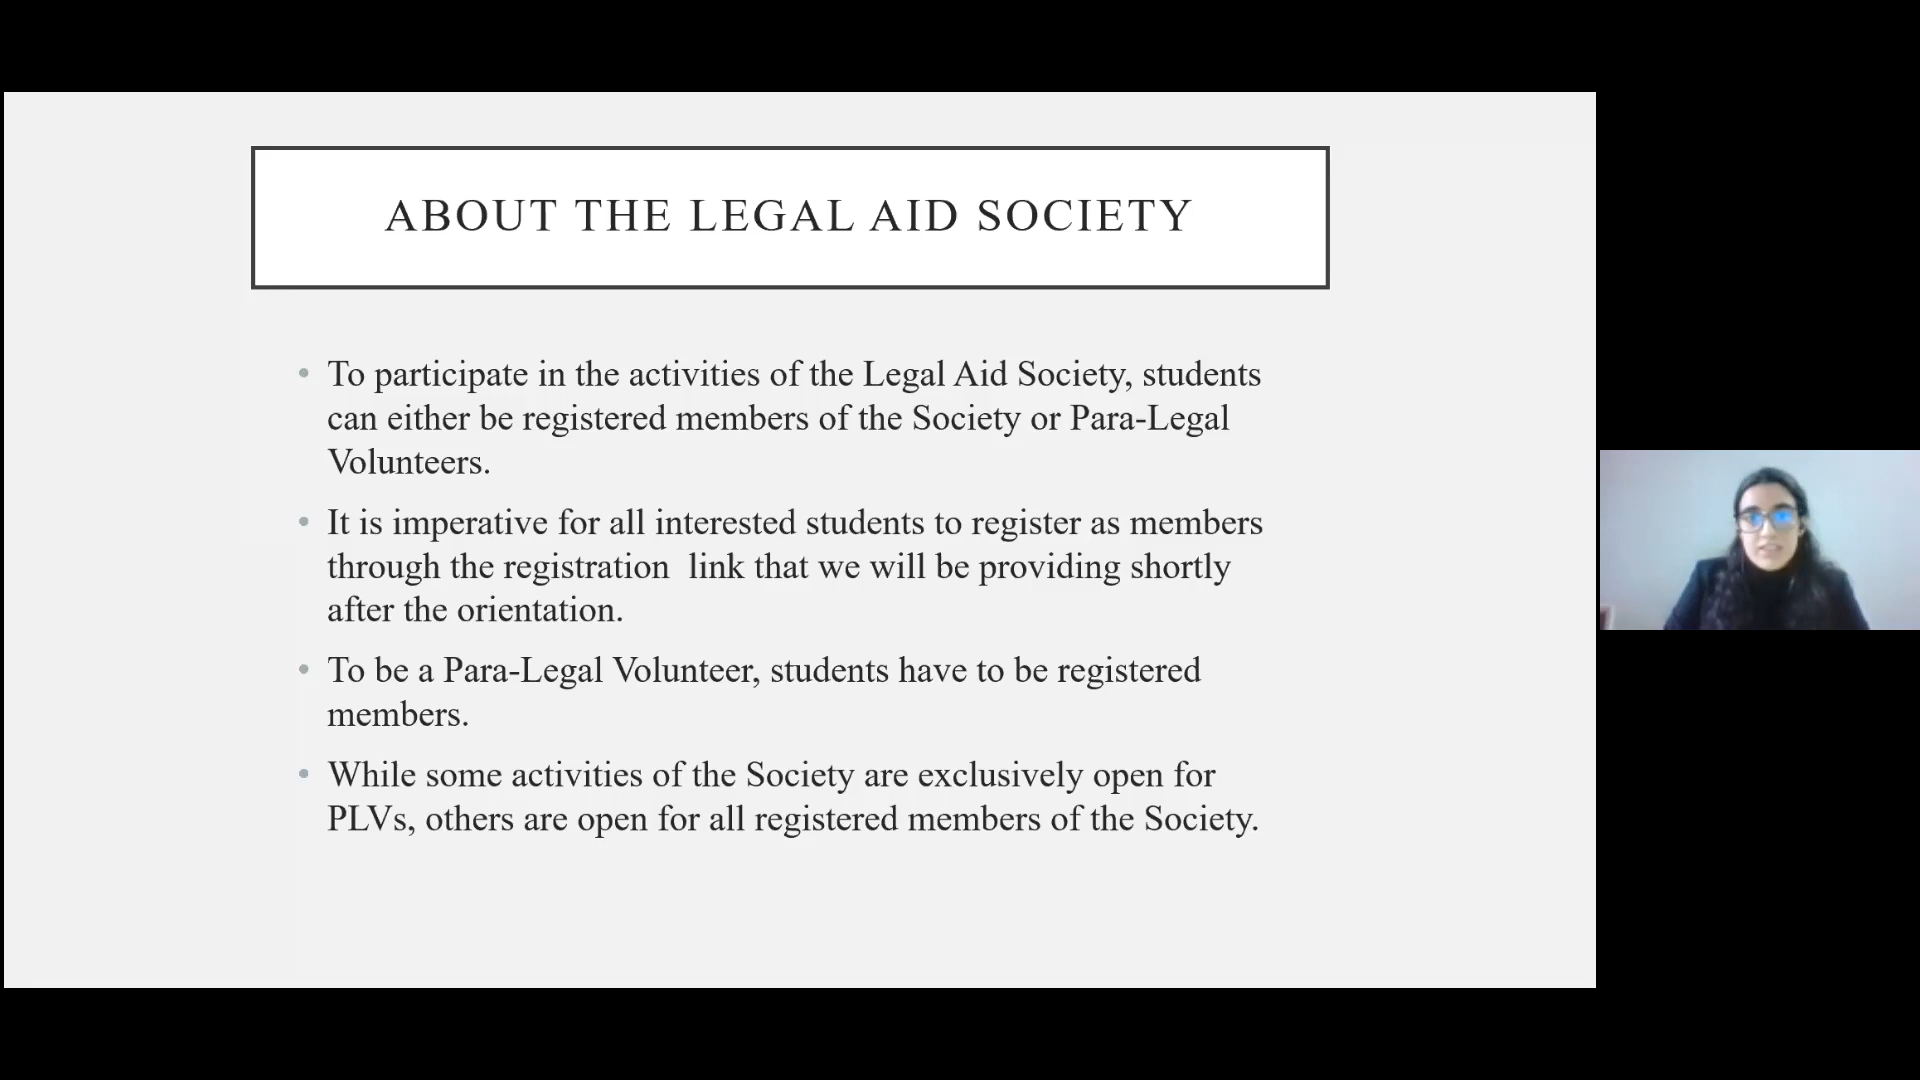 ABOUT THE LEGAL AID SOCIETY
• To participate in the activities of the Legal Aid Society, students
can either be registered members of the Society or Para-Legal
Volunteers.
• It is imperative for all interested students to register as members
through the registration  link that we will be providing shortly
after the orientation.
• To be a Para-Legal Volunteer, students have to be registered
members.
• While some activities of the Society are exclusively open for
PLVs, others are open for all registered members of the Society.